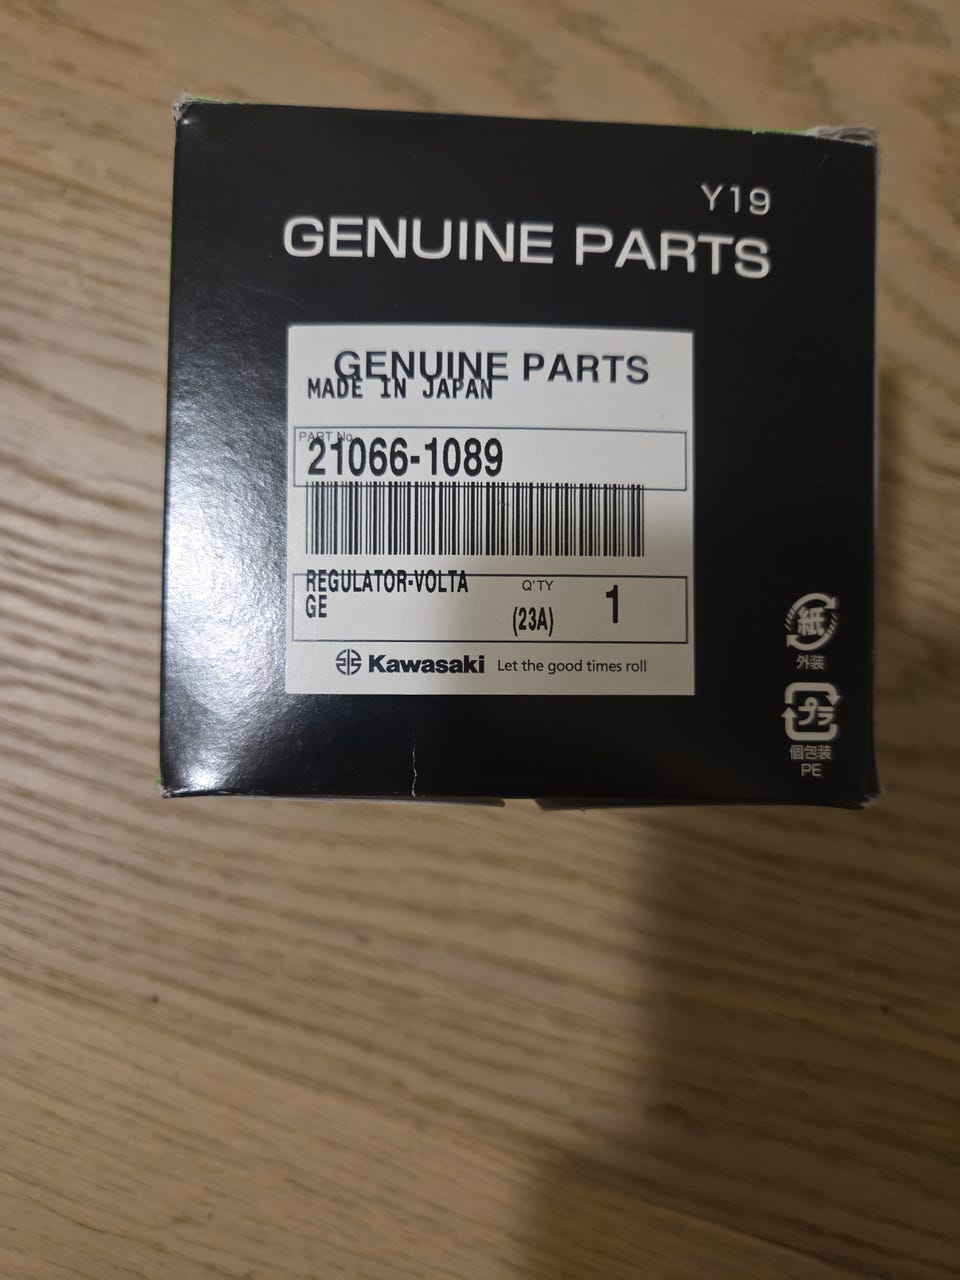 Y19
GENUINE PARTS
GENUINE PARTS
MADE IN JAPAN
PART No.
21066-1089
REGULATOR-VOLTA
GE
Q'TY
(23A)
1
Kawasaki Let the good times roll
紙
外装
プラ
個包装
PE